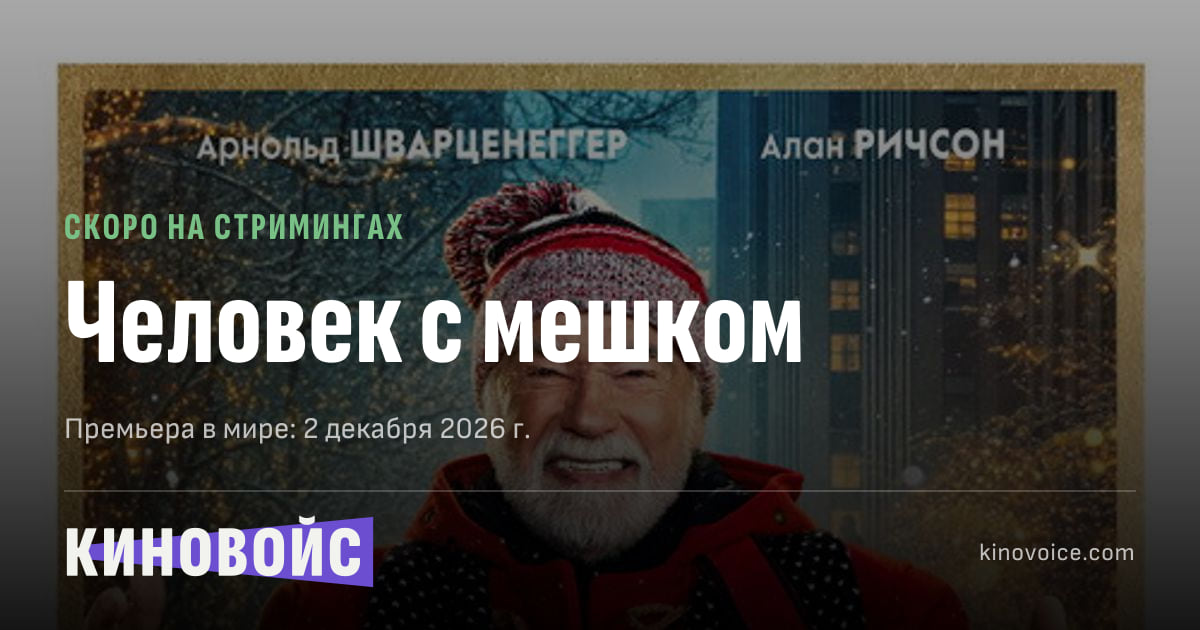 Арнольд ШВАРЦЕНЕГГЕР Алан РИЧСОН
СКОРО НА СТРИМИНГАХ
Человек с мешком
Премьера в мире: 2 декабря 2026 г.
КИНОВОЙС
kinovoice.com